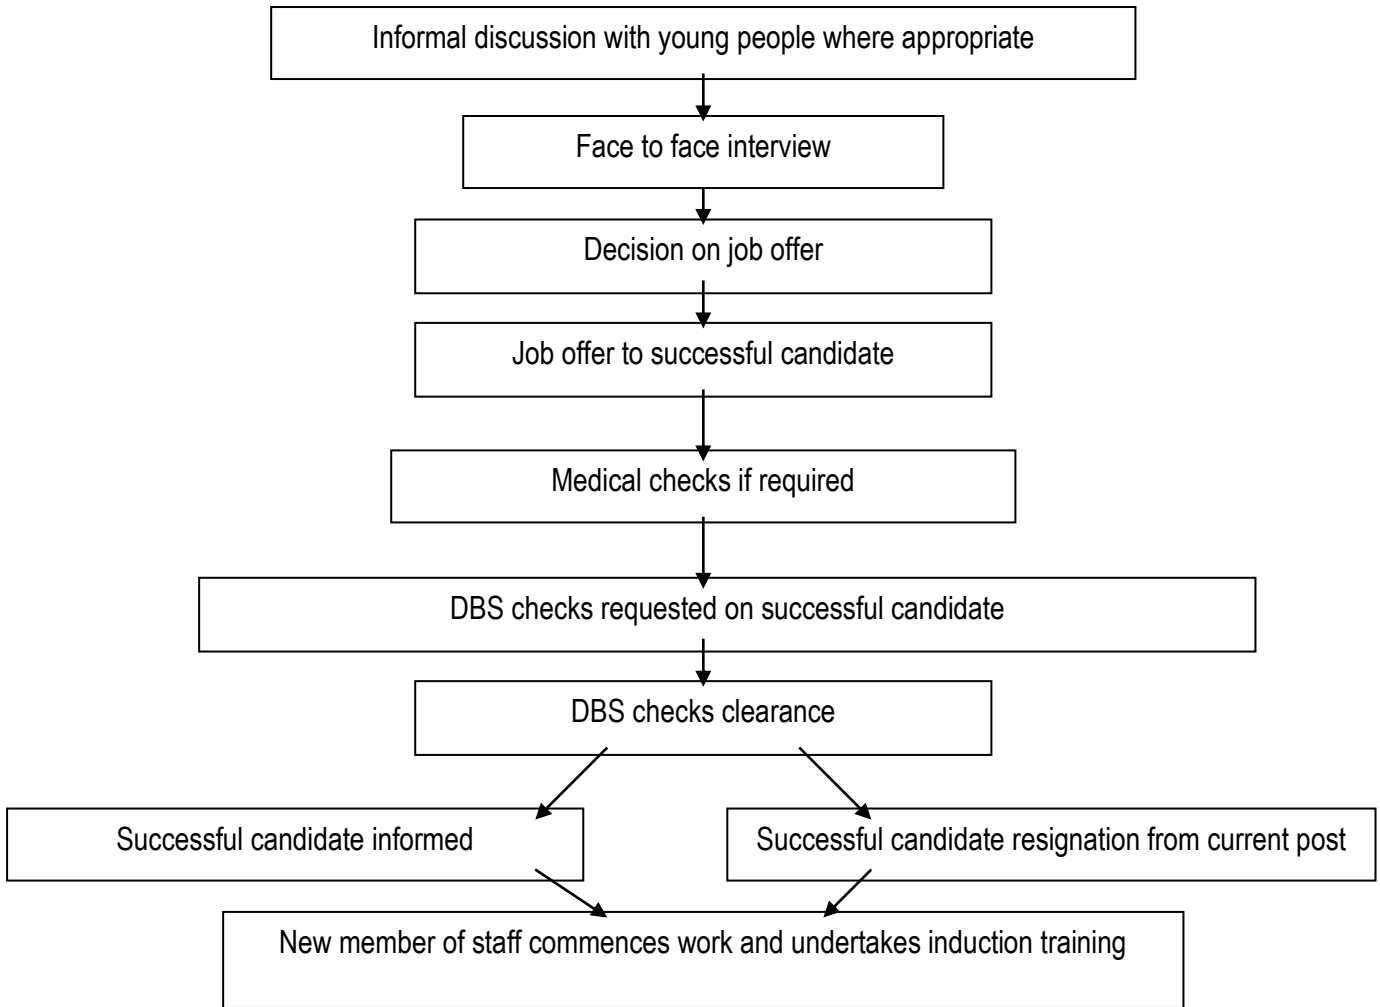 Informal discussion with young people where appropriate
Face to face interview
Decision on job offer
Job offer to successful candidate
Medical checks if required
DBS checks requested on successful candidate
DBS checks clearance
Successful candidate informed
Successful candidate resignation from current post
New member of staff commences work and undertakes induction training